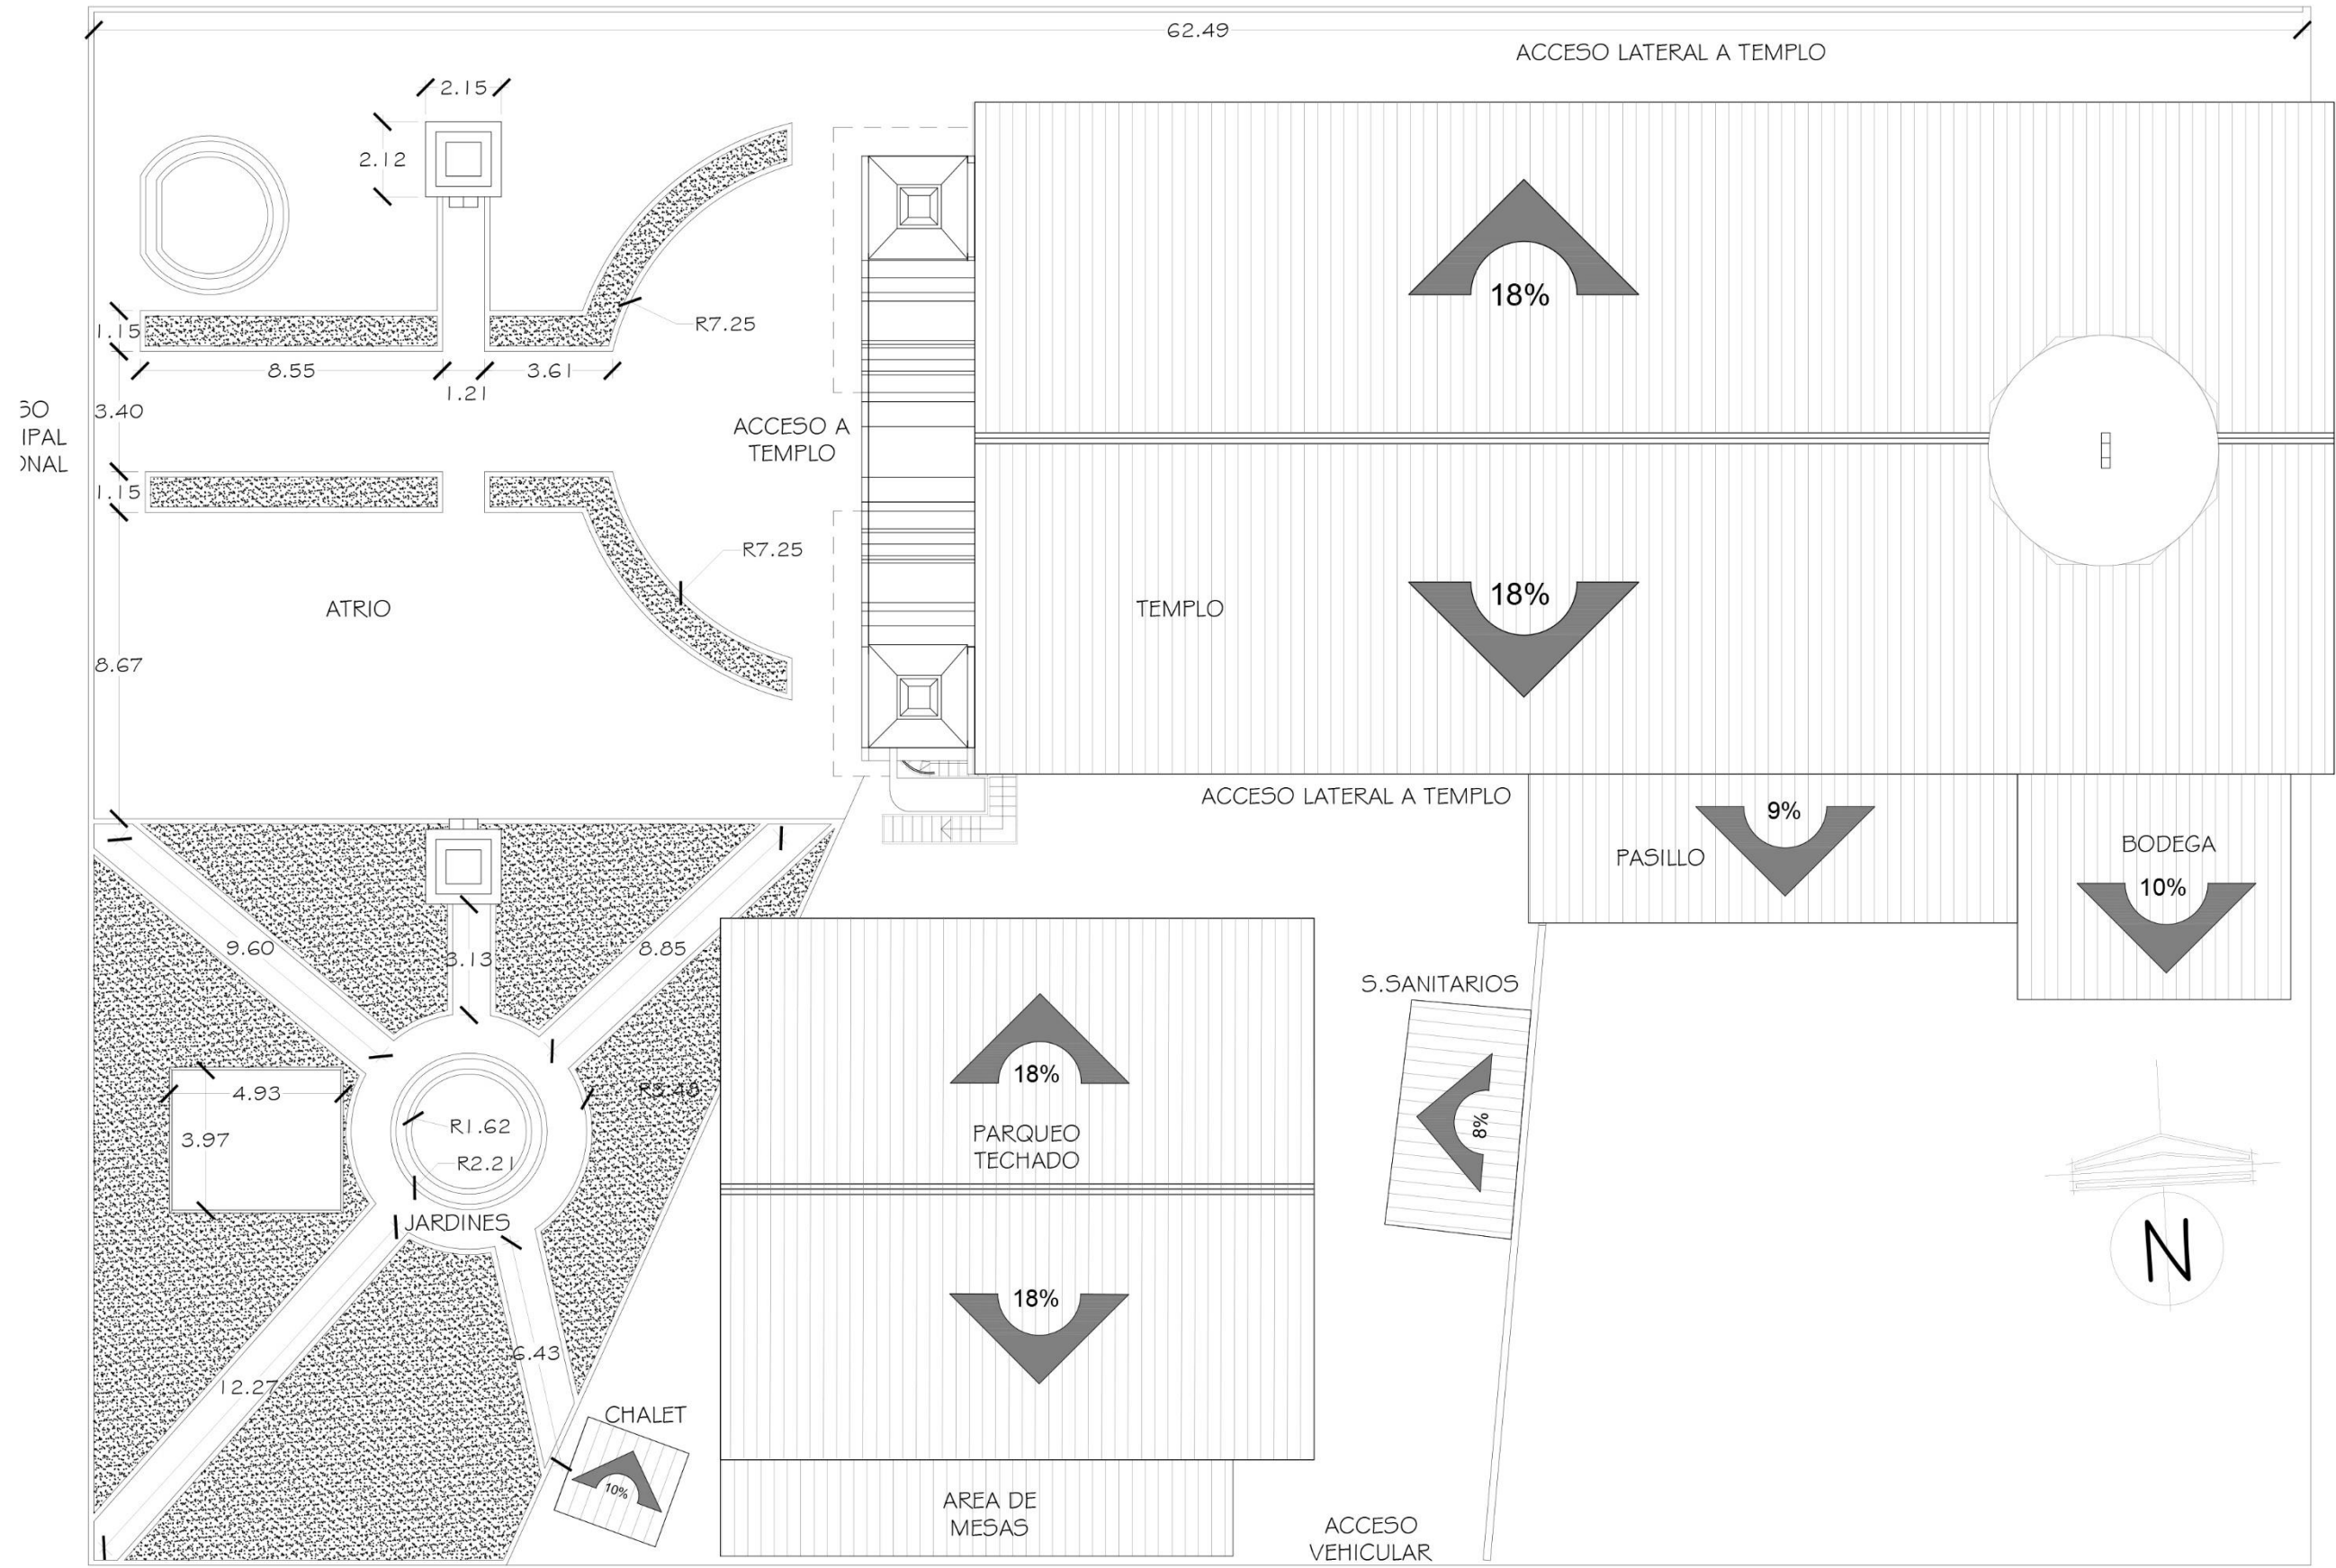 62.49
ACCESO LATERAL A TEMPLO
2.15
2.12
R7.25
1.15
8.55
3.61
1.21
3.40
IPAL
ACCESO A
TEMPLO
1.15
R7.25
ATRIO
8.67
TEMPLO
18%
18%
ACCESO LATERAL A TEMPLO
9%
PASILLO
BODEGA
10%
9.60
3.13
8.85
S.SANITARIOS
8%
4.93
3.97
R1.62
R2.21
JARDINES
18%
PARQUEO
TECHADO
18%
6.43
12.27
CHALET
10%
AREA DE
MESAS
ACCESO
VEHICULAR
N